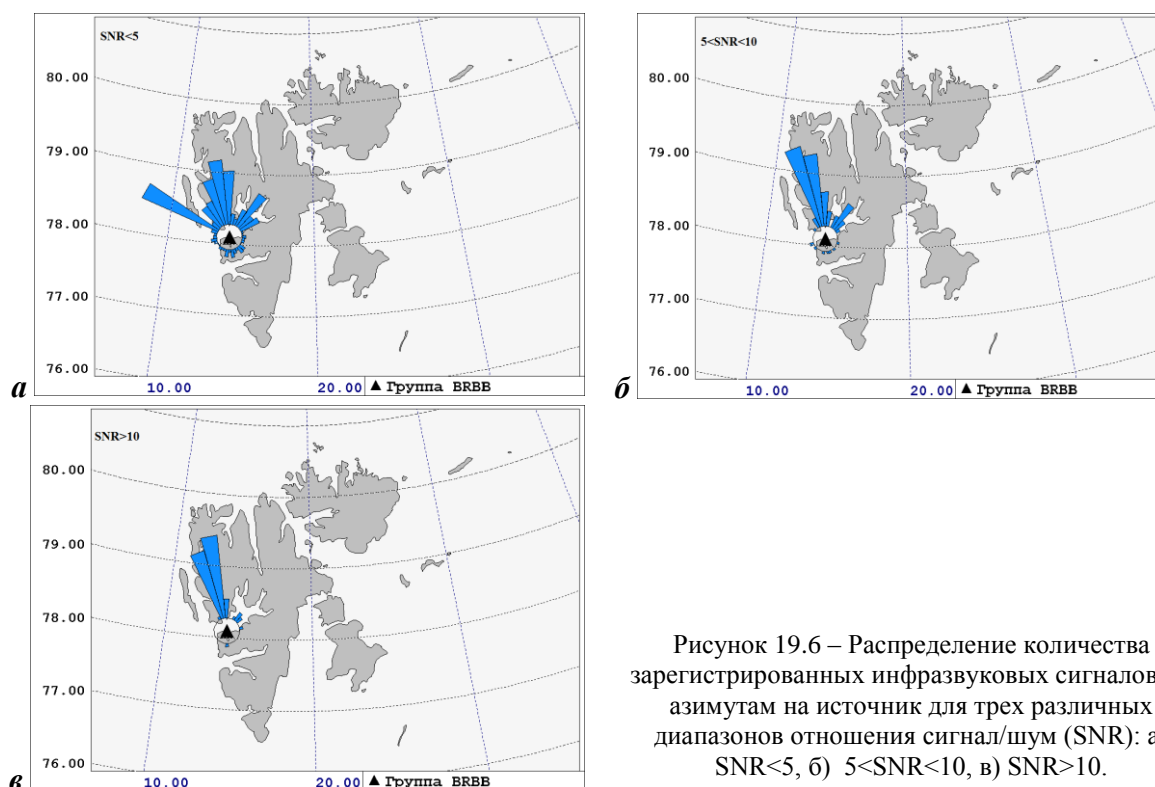 SNR<5
80.00
79.00
78.00
77.00
76.00
10.00
20.00
▲ Группа BRBB
а
5<SNR<10
80.00
79.00
78.00
77.00
76.00
10.00
20.00
▲ Группа BRBB
б
SNR>10
80.00
79.00
78.00
77.00
76.00
10.00
20.00
▲ Группа BRBB
в
Рисунок 19.6 – Распределение количества
зарегистрированных инфразвуковых сигналов
азимутам на источник для трех различных
диапазонов отношения сигнал/шум (SNR): а
SNR<5, б) 5<SNR<10, в) SNR>10.